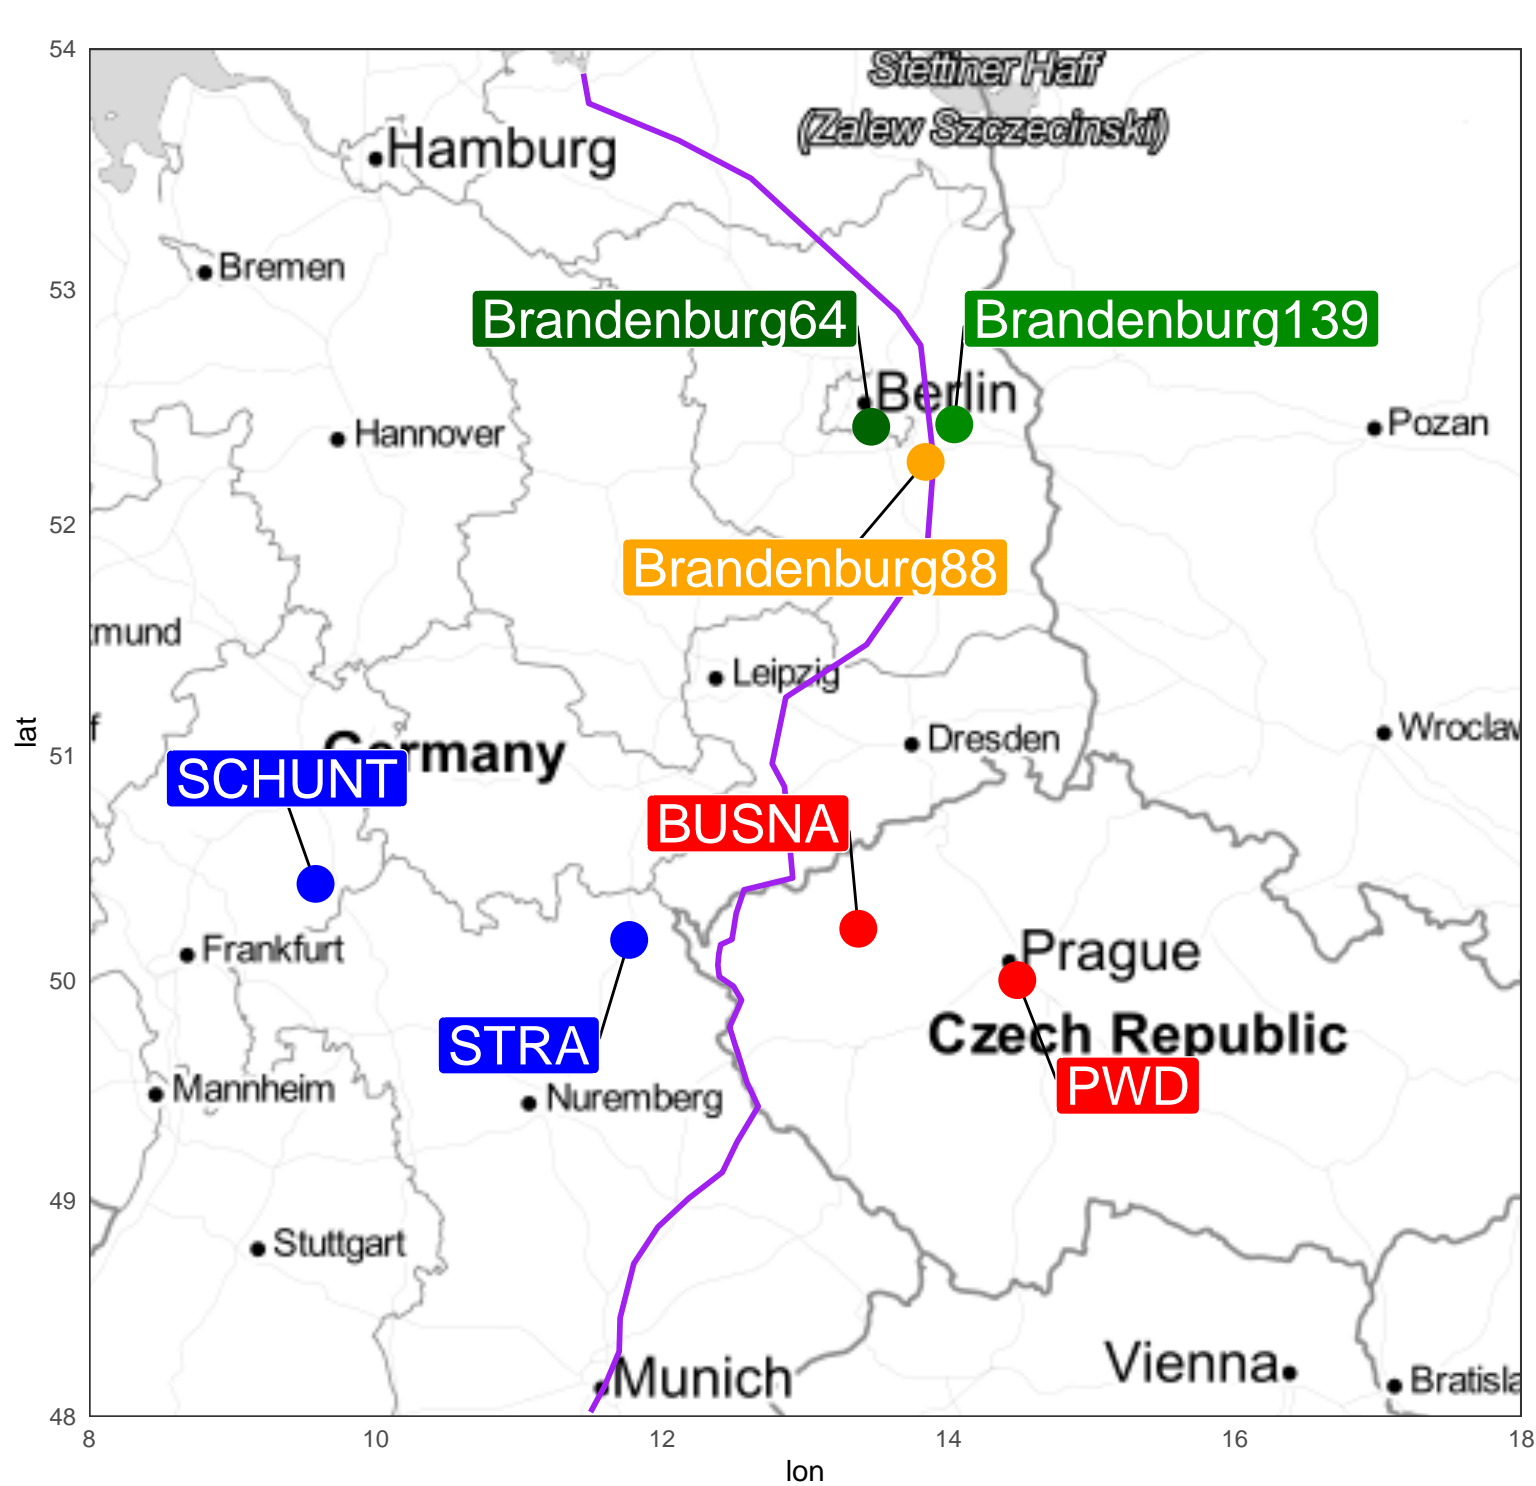 54
Stettiner Haff
(Zalew Szczecinski)
Hamburg
Bremen
53
Brandenburg64
Brandenburg139
Berlin
Pozan
Hannover
52
Brandenburg88
tmund
Leipzig
f
Wroclaw
Dresden
Germany
51
lat
SCHUNT
BUSNA
Frankfurt
Prague
50
Czech Republic
STRA
PWD
Mannheim
Nuremberg
49
Stuttgart
Vienna
Munich
Bratisla
48
8
10
12
14
16
18
lon